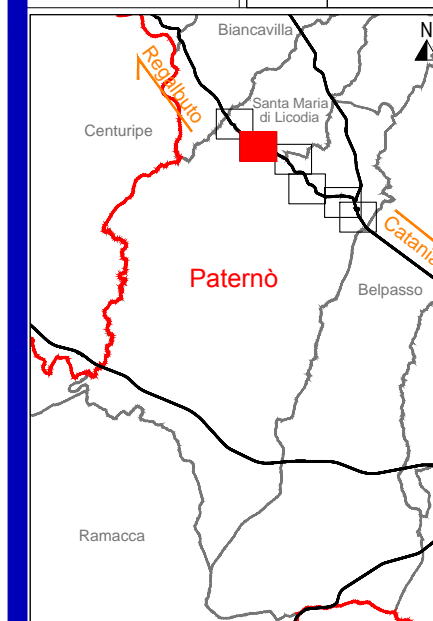 Biancavilla
N
Regalbuto
Santa Maria
di Licodia
Centuripe
Catania
Paternò
Belpasso
Ramacca